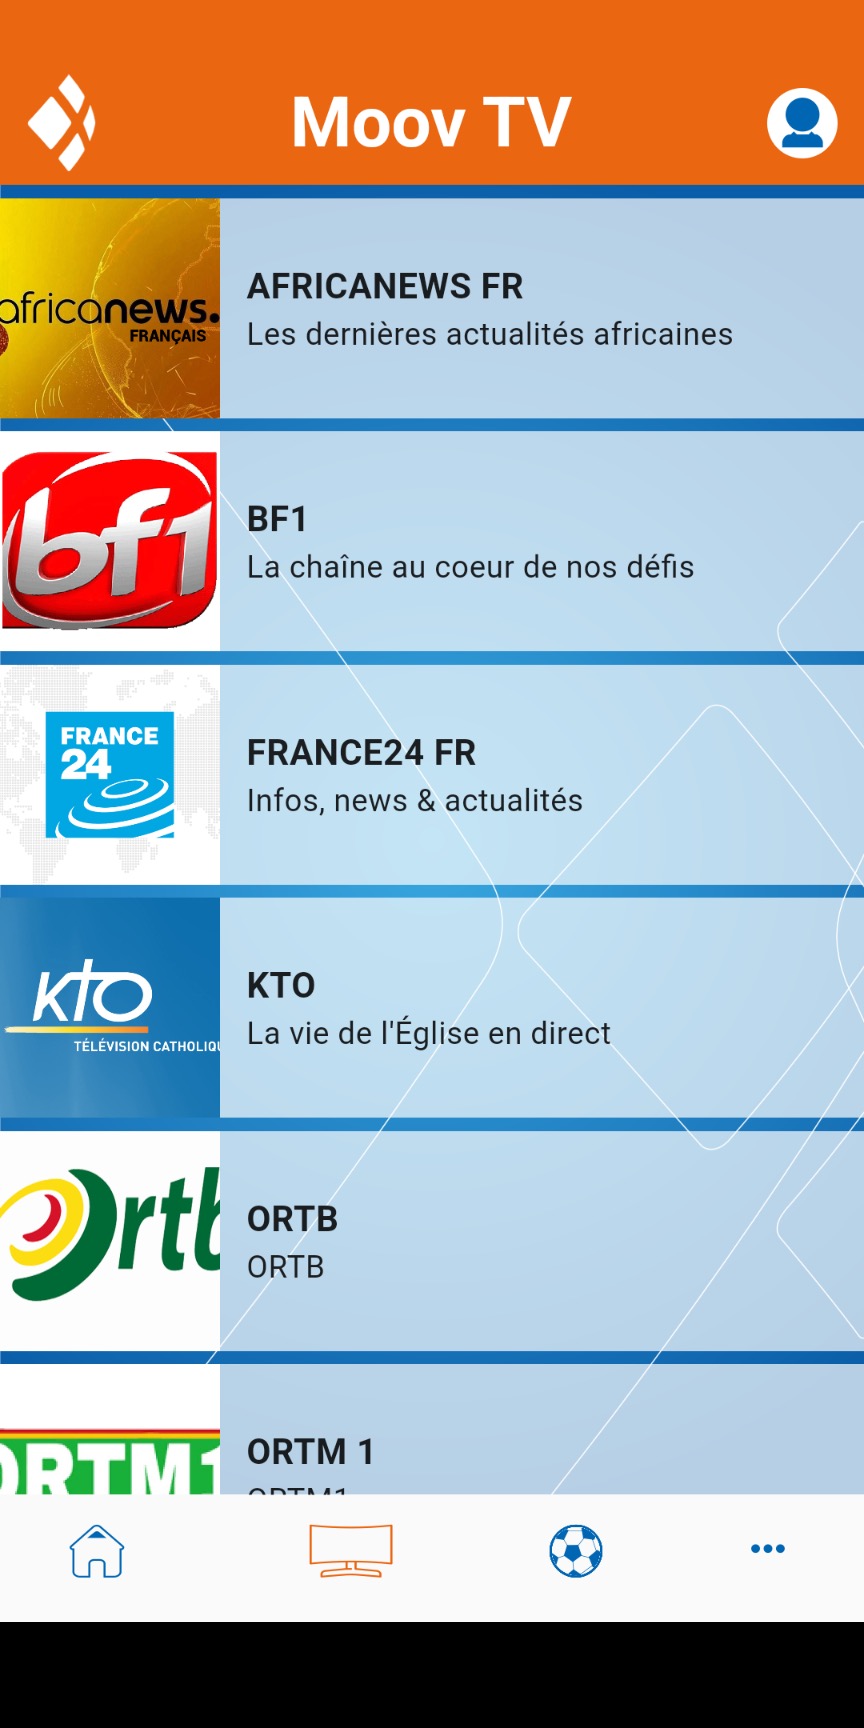 Moov TV
africanews.
FRANÇAIS
AFRICANEWS FR
Les dernières actualités africaines
bf1
BF1
La chaîne au coeur de nos défis
FRANCE
24
FRANCE24 FR
Infos, news & actualités
KTO
TÉLÉVISION CATHOLIQU
KTO
La vie de l'Église en direct
Ortb
ORTB
ORTB
ORTM1
ORTM 1
ORTM1